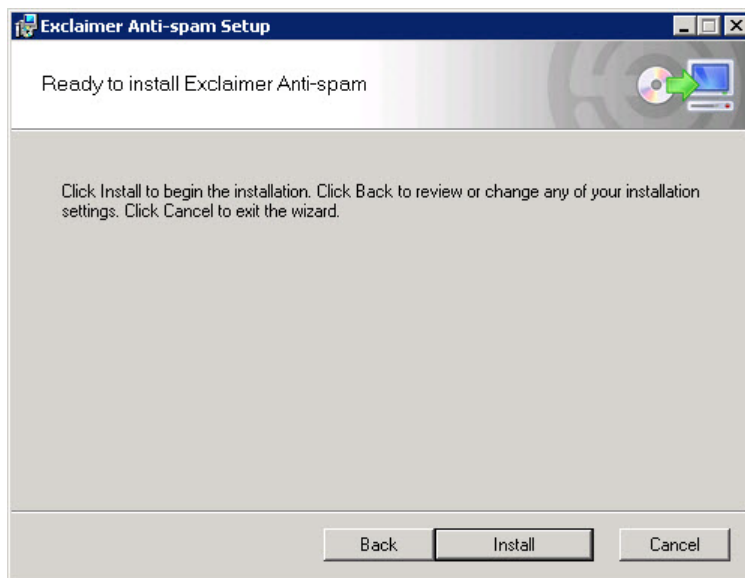 Exclaimer Anti-spam Setup
Ready to install Exclaimer Anti-spam
Click Install to begin the installation. Click Back to review or change any of your installation
settings. Click Cancel to exit the wizard.
Back
Install
Cancel